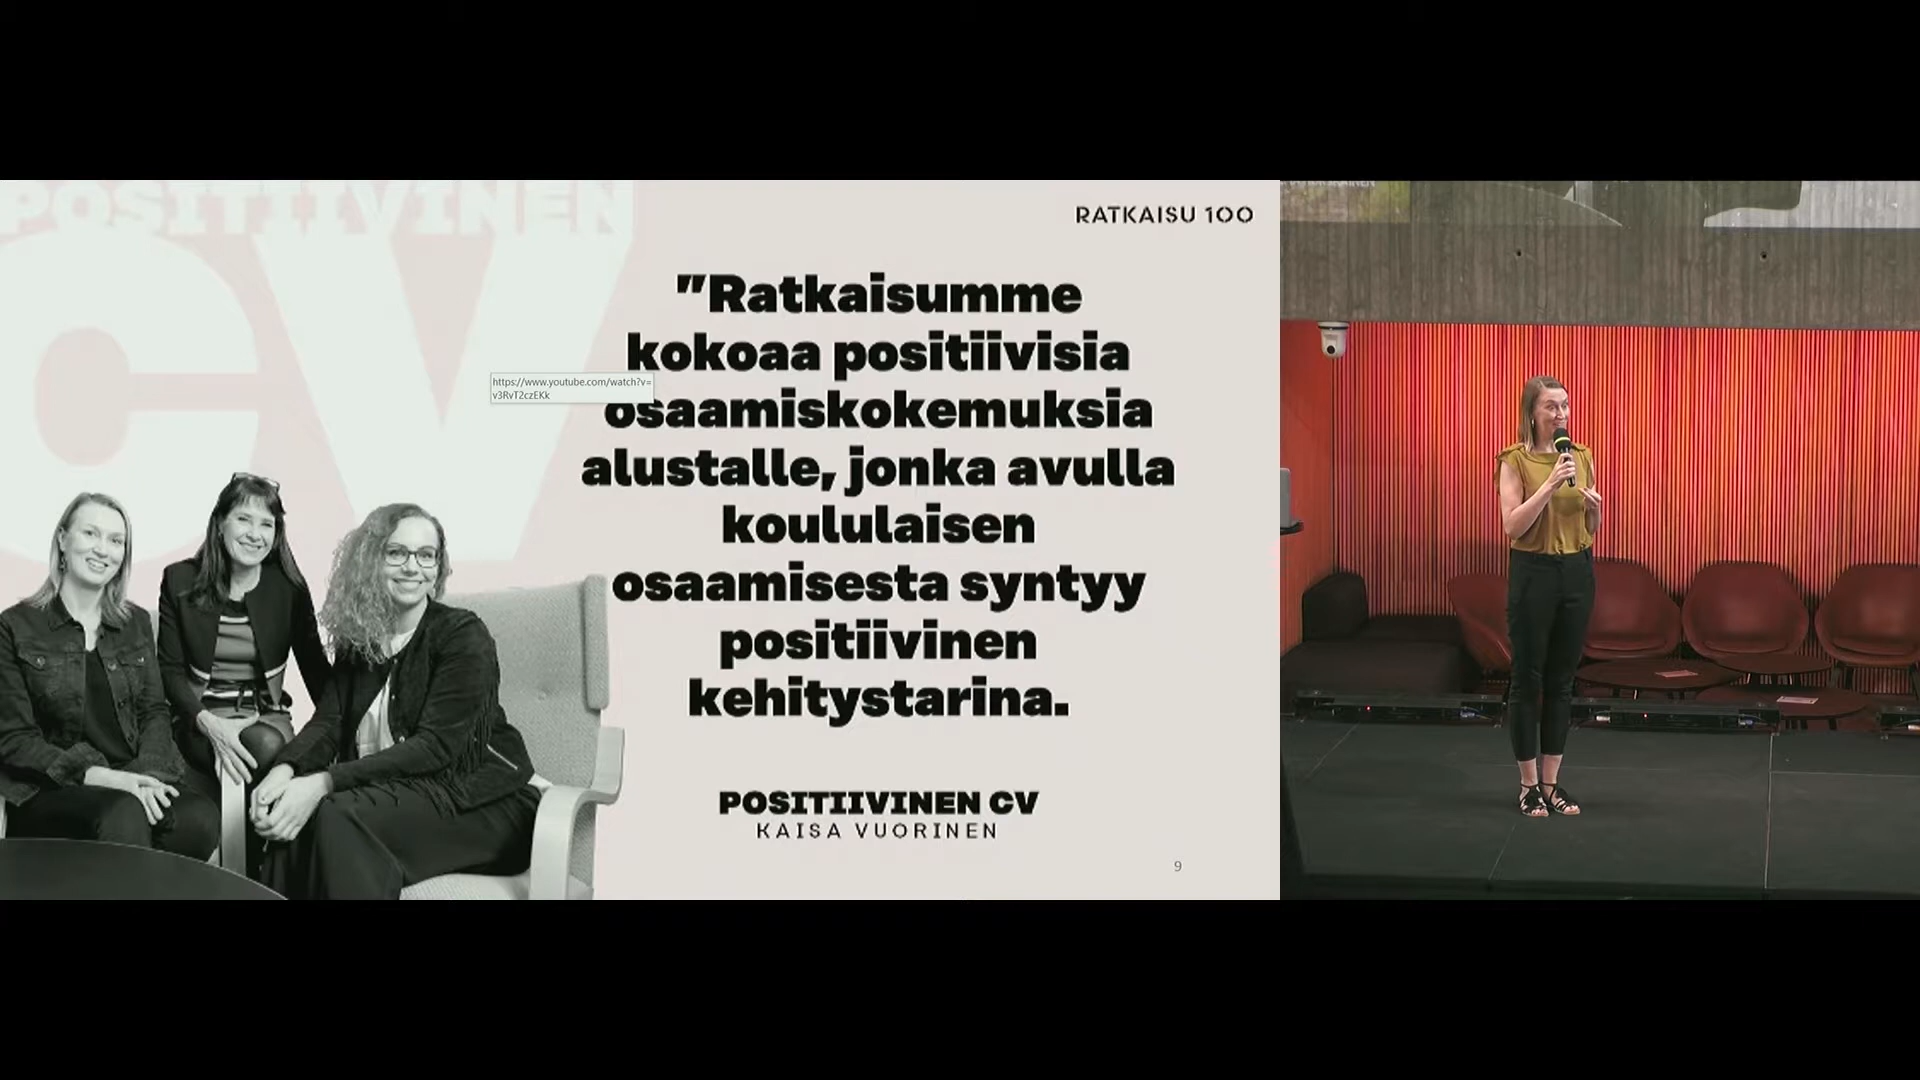 POSITIIVINEN
CV
RATKAISU 100
"Ratkaisumme
kokoaa positiivisia
https://www.youtube.com/watch?v=
v3RvT2czEKk
osaamiskokemuksia
alustalle, jonka avulla
koululaisen
osaamisesta syntyy
positiivinen
kehitystarina.
POSITIIVINEN CV
KAISA VUORINEN
9